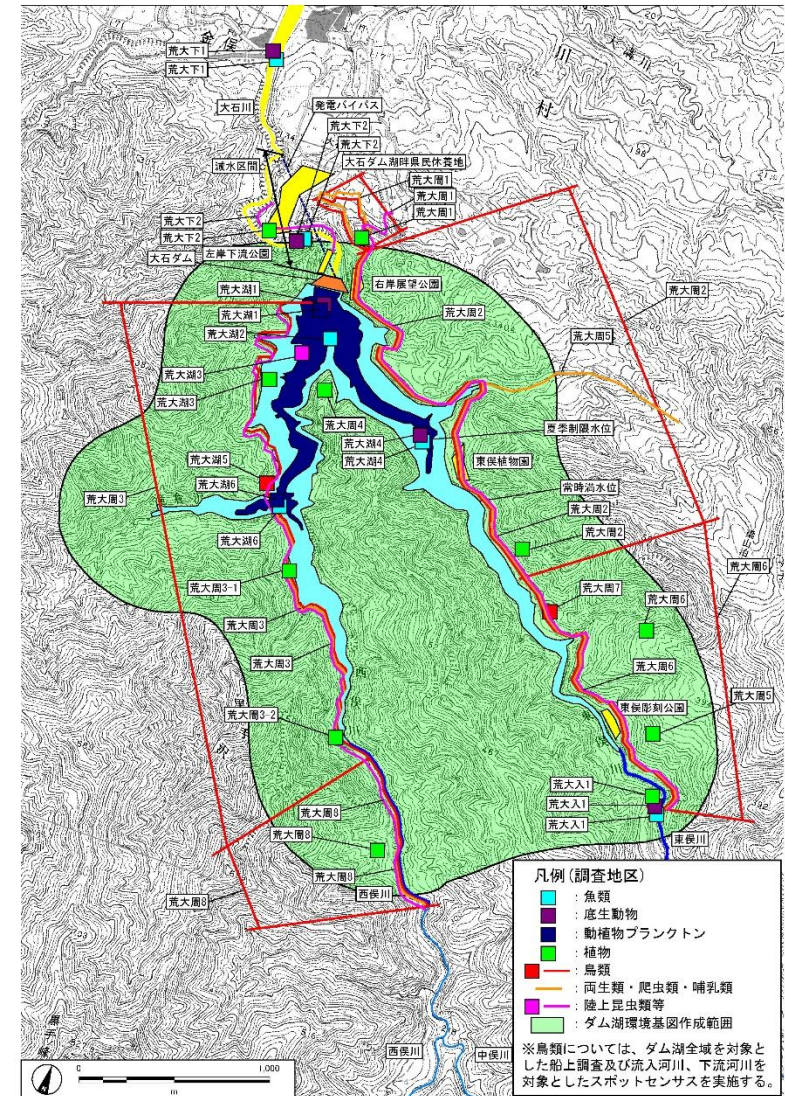 荒大下1
荒大下1
大石川
村
発電バイパス
荒大下2
荒大下2
大石ダム湖畔県民休養地
減水区間
荒大周1
荒大周1
荒大周1
荒大下2
荒大下2
大石ダム
左岸下流公園
右岸展望公園
荒大湖1
荒大湖1
荒大湖2
荒大周2
荒大周2
荒大周5
荒大湖3
荒大湖3
荒大周4
荒大湖4
荒大湖4
夏季制限水位
東俣植物園
荒大湖5
荒大湖6
荒大周3
常時満水位
荒大周2
荒大周2
荒大湖6
荒大周6
荒大周7
荒大周6
荒大周3-1
荒大周3
荒大周3
荒大周6
東俣彫刻公園
荒大周5
荒大周3-2
荒大入1
荒大入1
荒大入1
東俣川
荒大周8
荒大周8
荒大周8
荒大周8
西俣川
西俣川
中俣川
凡例(調査地区)
:魚類
:底生動物
:動植物プランクトン
:植物
:鳥類
:両生類・爬虫類・哺乳類
:陸上昆虫類等
:ダム湖環境基図作成範囲
※鳥類については、ダム湖全域を対象と
した船上調査及び流入河川、下流河川を
対象としたスポットセンサスを実施する。
0 1,000
m